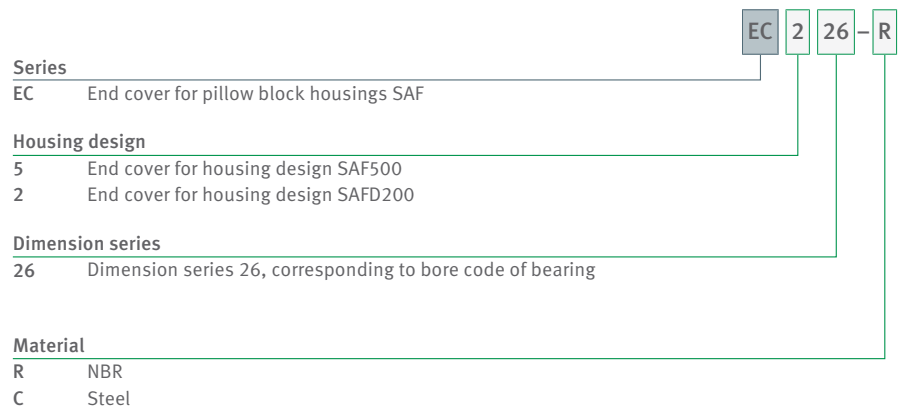 EC 2 26 – R
Series
EC End cover for pillow block housings SAF
Housing design
5 End cover for housing design SAF500
2 End cover for housing design SAFD200
Dimension series
26 Dimension series 26, corresponding to bore code of bearing
Material
R NBR
C Steel